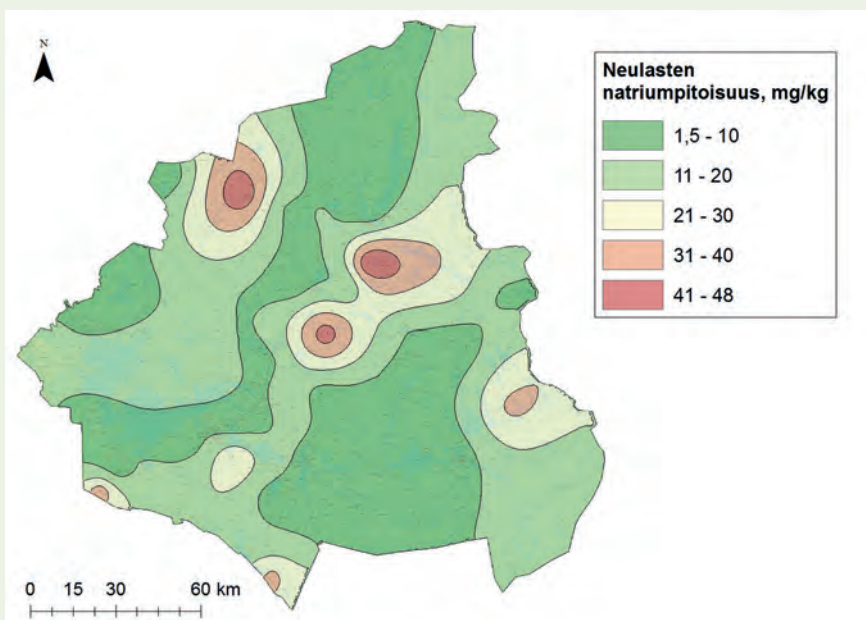 N
Neulasten
natriumpitoisuus, mg/kg
1,5 - 10
11 - 20
21 - 30
31 - 40
41 - 48
0 15 30 60 km